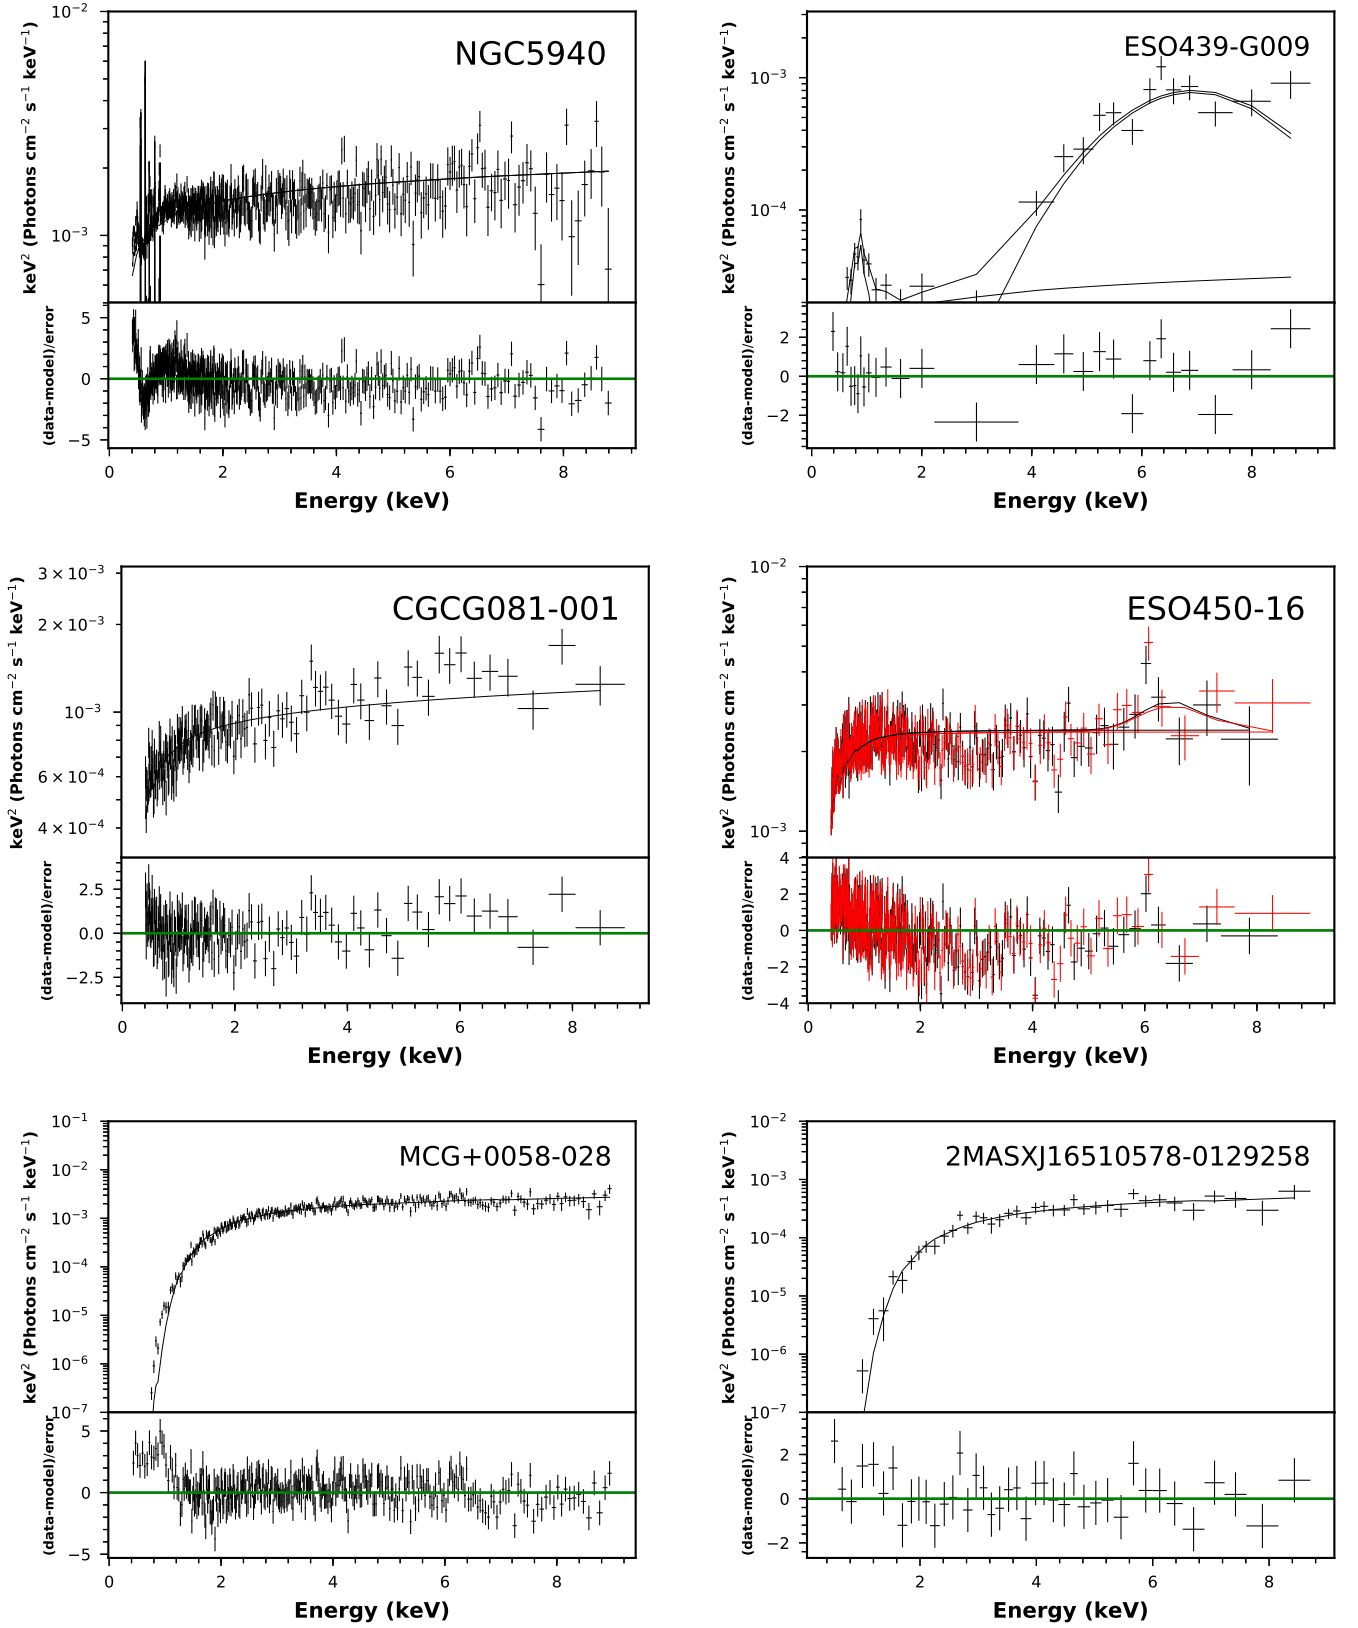 NGC5940
10⁻²
10⁻³
keV² (Photons cm⁻² s⁻¹ keV⁻¹)
5
0
−5
(data-model)/error
0 2 4 6 8
Energy (keV)
ESO439-G009
10⁻³
10⁻⁴
keV² (Photons cm⁻² s⁻¹ keV⁻¹)
2
0
−2
(data-model)/error
0 2 4 6 8
Energy (keV)
CGCG081-001
3 × 10⁻³
2 × 10⁻³
10⁻³
6 × 10⁻⁴
4 × 10⁻⁴
keV² (Photons cm⁻² s⁻¹ keV⁻¹)
2.5
0.0
−2.5
(data-model)/error
0 2 4 6 8
Energy (keV)
ESO450-16
10⁻²
10⁻³
keV² (Photons cm⁻² s⁻¹ keV⁻¹)
4
2
0
−2
−4
(data-model)/error
0 2 4 6 8
Energy (keV)
MCG+0058-028
10⁻¹
10⁻²
10⁻³
10⁻⁴
10⁻⁵
10⁻⁶
10⁻⁷
keV² (Photons cm⁻² s⁻¹ keV⁻¹)
5
0
−5
(data-model)/error
0 2 4 6 8
Energy (keV)
2MASXJ16510578-0129258
10⁻²
10⁻³
10⁻⁴
10⁻⁵
10⁻⁶
10⁻⁷
keV² (Photons cm⁻² s⁻¹ keV⁻¹)
2
0
−2
(data-model)/error
2 4 6 8
Energy (keV)